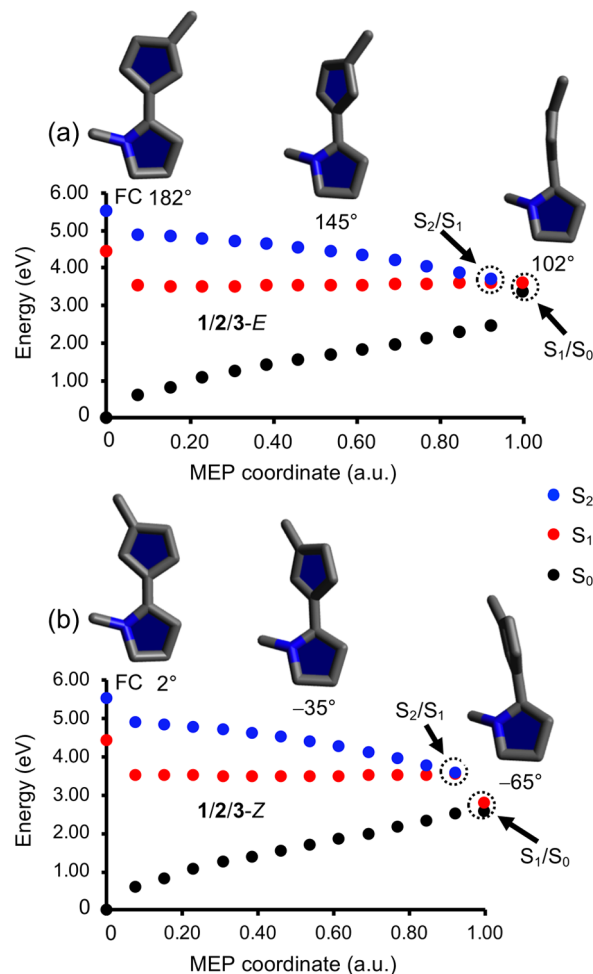 (a)
6.00
FC 182°
145°
S₂/S₁
102°
5.00
4.00
3.00
1/2/3-E
2.00
1.00
0
S₁/S₀
Energy (eV)
0 0.20 0.40 0.60 0.80 1.00
MEP coordinate (a.u.)
S₂
S₁
S₀
(b)
6.00
FC 2°
−35°
S₂/S₁
−65°
5.00
4.00
3.00
1/2/3-Z
2.00
1.00
0
S₁/S₀
Energy (eV)
0 0.20 0.40 0.60 0.80 1.00
MEP coordinate (a.u.)